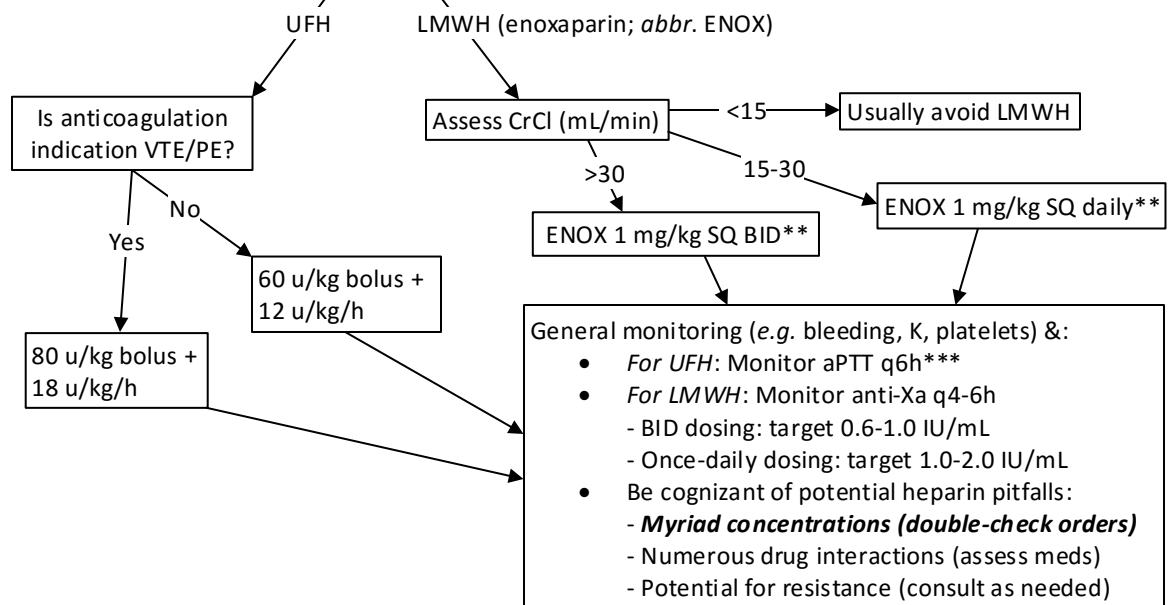 UFH
LMWH (enoxaparin; abbr. ENOX)
Is anticoagulation
indication VTE/PE?
Assess CrCl (mL/min)
<15
Usually avoid LMWH
>30
15-30
No
Yes
ENOX 1 mg/kg SQ BID**
ENOX 1 mg/kg SQ daily**
60 u/kg bolus +
12 u/kg/h
80 u/kg bolus +
18 u/kg/h
General monitoring (e.g. bleeding, K, platelets) &:
• For UFH: Monitor aPTT q6h***
• For LMWH: Monitor anti-Xa q4-6h
- BID dosing: target 0.6-1.0 IU/mL
- Once-daily dosing: target 1.0-2.0 IU/mL
• Be cognizant of potential heparin pitfalls:
- Myriad concentrations (double-check orders)
- Numerous drug interactions (assess meds)
- Potential for resistance (consult as needed)